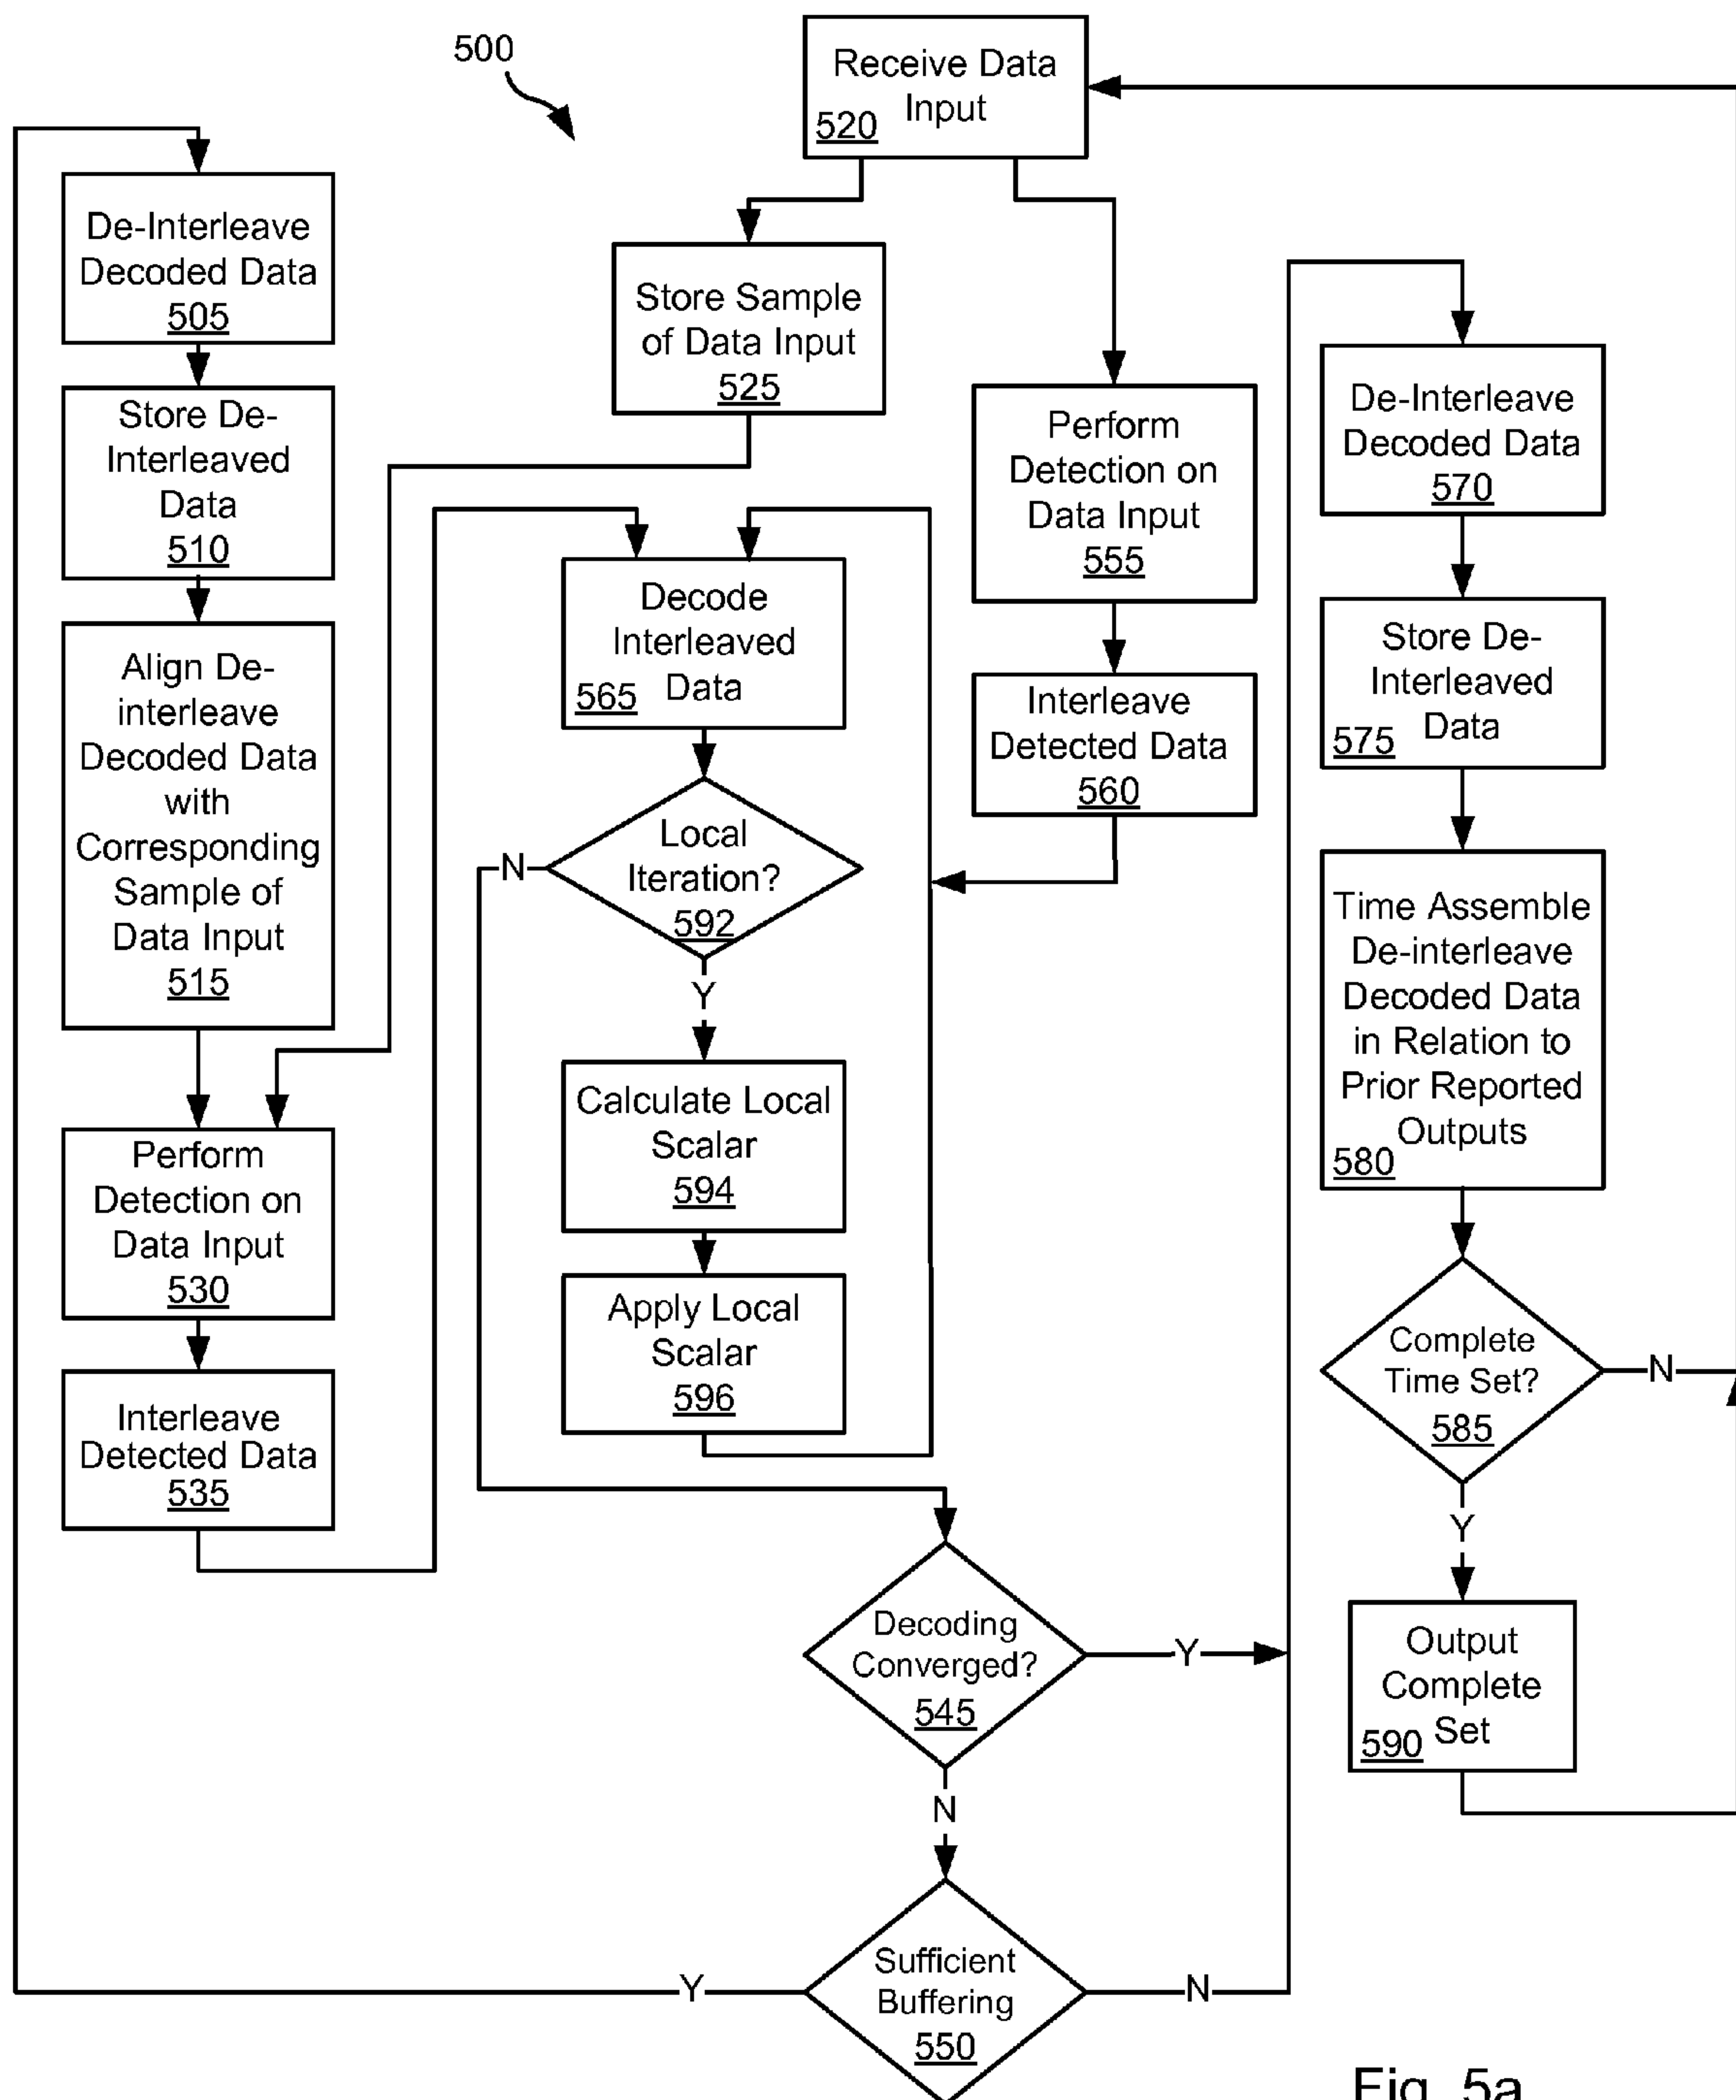 500
Receive Data
Input
520
De-Interleave
Decoded Data
505
Store De-
Interleaved
Data
510
Align De-
interleave
Decoded Data
with
Corresponding
Sample of
Data Input
515
Perform
Detection on
Data Input
530
Interleave
Detected Data
535
Store Sample
of Data Input
525
Decode
Interleaved
Data
565
Local
Iteration?
592
N
Y
Calculate Local
Scalar
594
Apply Local
Scalar
596
Perform
Detection on
Data Input
555
Interleave
Detected Data
560
Decoding
Converged?
545
Y
N
Sufficient
Buffering
550
Y
N
De-Interleave
Decoded Data
570
Store De-
Interleaved
Data
575
Time Assemble
De-interleave
Decoded Data
in Relation to
Prior Reported
Outputs
580
Complete
Time Set?
585
N
Y
Output
Complete
Set
590
Fig. 5a